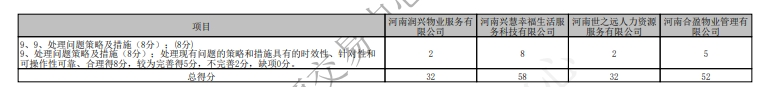 项目 河南润兴物业服务有限公司 河南兴慧幸福生活服务科技有限公司 河南世之远人力资源服务有限公司 河南合盈物业管理有限公司
9、9、处理问题策略及措施（8分）；(8分)
9、处理问题策略及措施（8分）：处理现有问题的策略和措施具有的时效性、针对性和
可操作性可靠、合理得8分，较为完善得5分，不完善2分，缺项0分。 2 8 2 5
总得分 32 58 32 52
交易中心
心